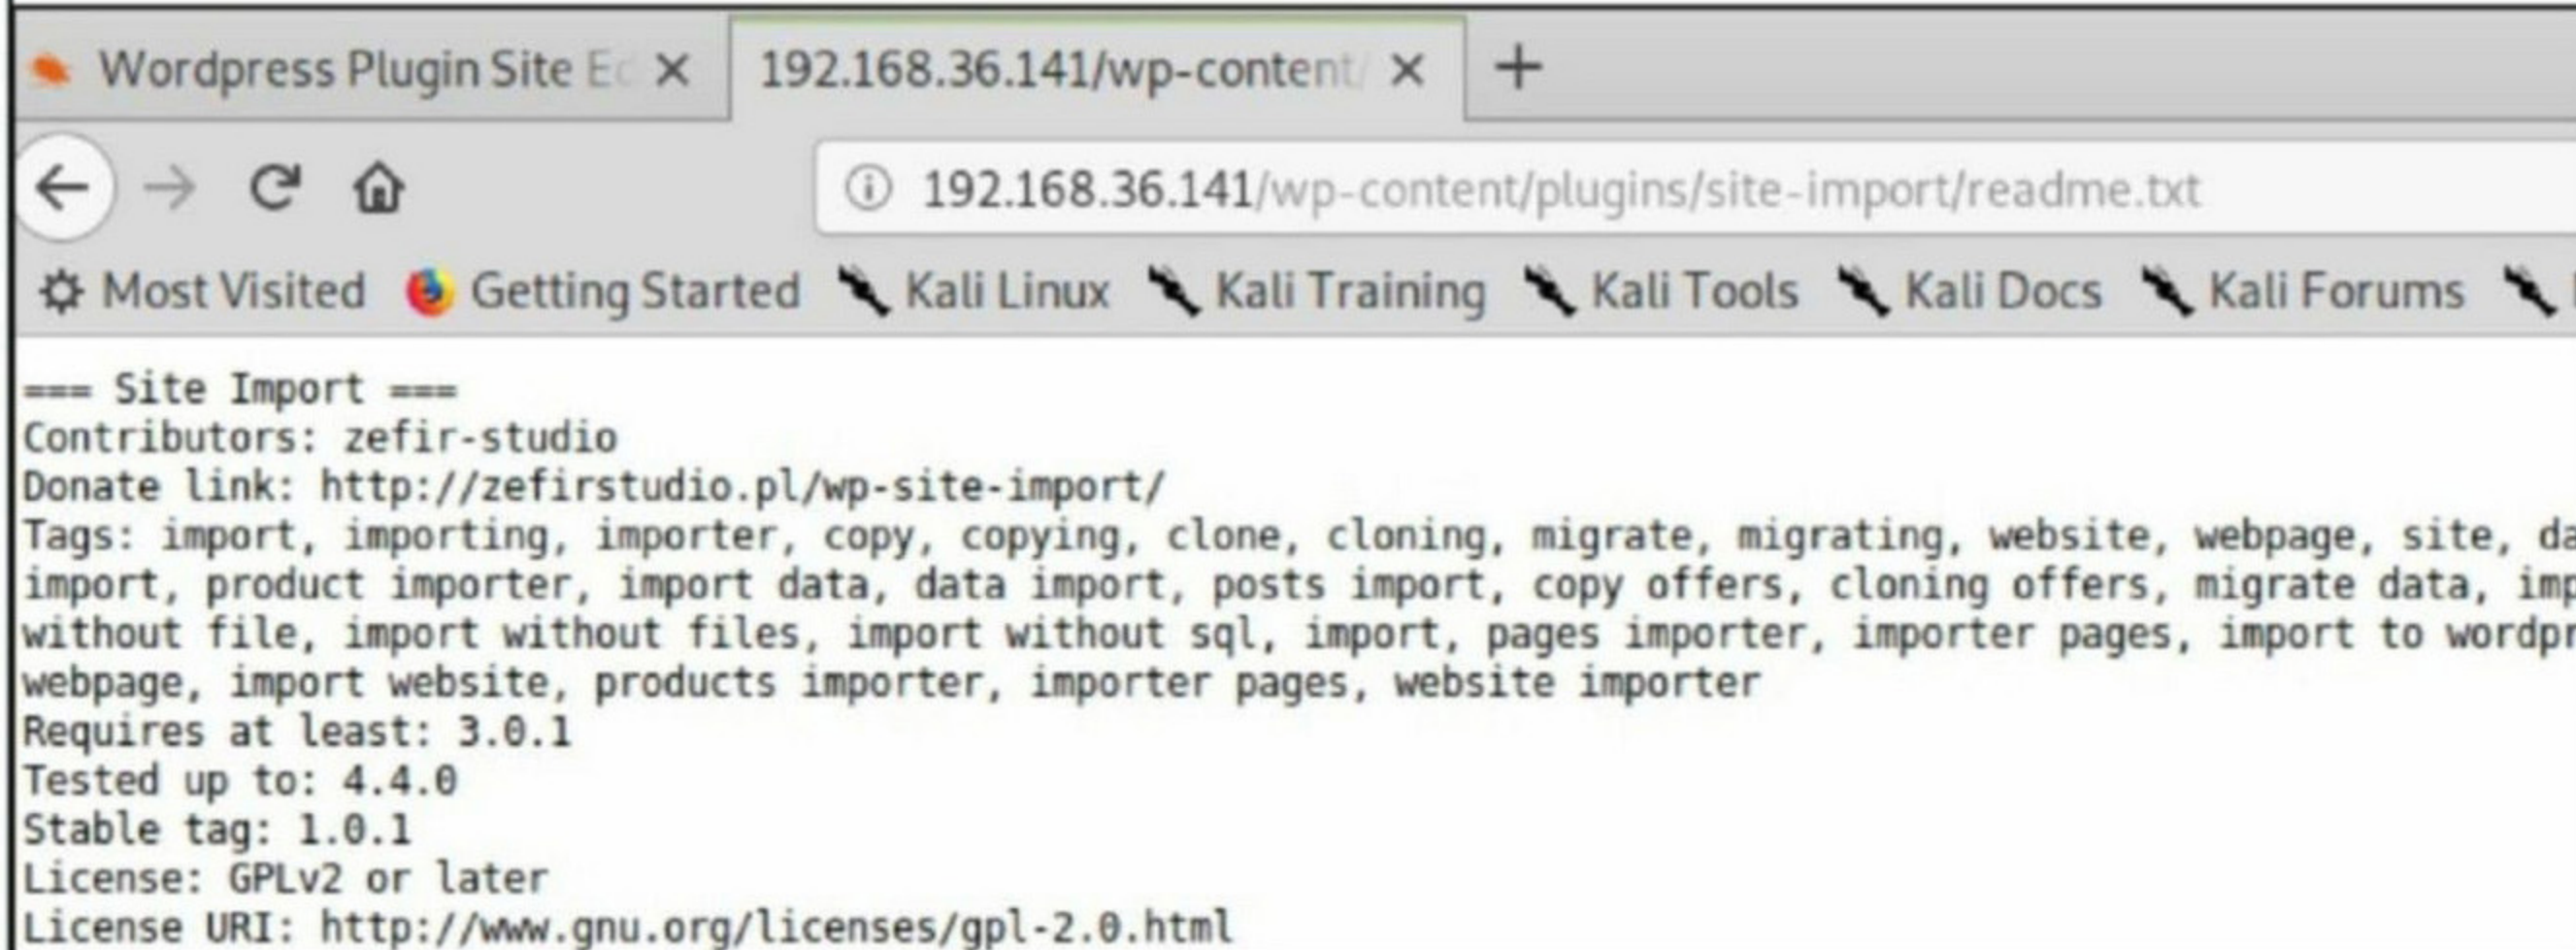 Wordpress Plugin Site Ed
192.168.36.141/wp-content/
192.168.36.141/wp-content/plugins/site-import/readme.txt
Most Visited Getting Started Kali Linux Kali Training Kali Tools Kali Docs Kali Forums
=== Site Import ===
Contributors: zefir-studio
Donate link: http://zefirstudio.pl/wp-site-import/
Tags: import, importing, importer, copy, copying, clone, cloning, migrate, migrating, website, webpage, site, da
import, product importer, import data, data import, posts import, copy offers, cloning offers, migrate data, imp
without file, import without files, import without sql, import, pages importer, importer pages, import to wordpr
webpage, import website, products importer, importer pages, website importer
Requires at least: 3.0.1
Tested up to: 4.4.0
Stable tag: 1.0.1
License: GPLv2 or later
License URI: http://www.gnu.org/licenses/gpl-2.0.html